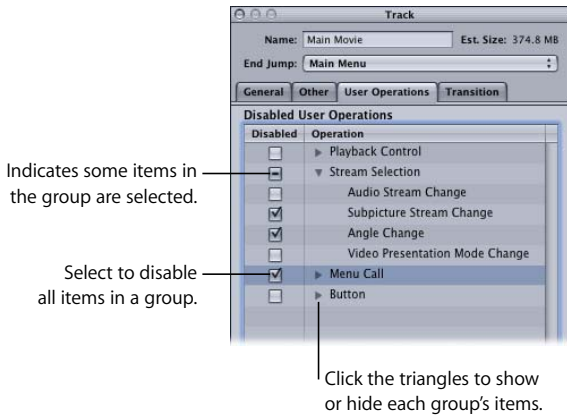 Track
Name: Main Movie Est. Size: 374.8 MB
End Jump: Main Menu
General Other User Operations Transition
Disabled User Operations
Disabled Operation
Playback Control
Indicates some items in
the group are selected.
Stream Selection
Audio Stream Change
Subpicture Stream Change
Angle Change
Video Presentation Mode Change
Select to disable
all items in a group.
Menu Call
Button
Click the triangles to show
or hide each group's items.